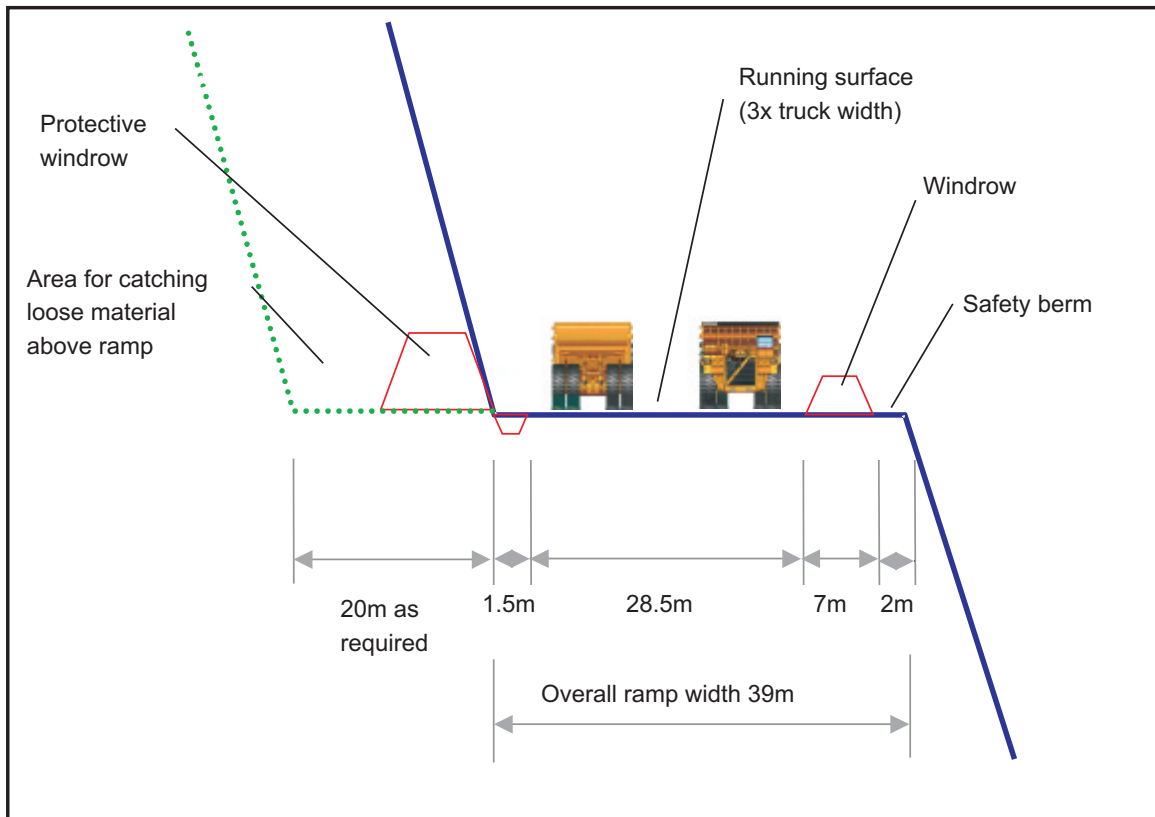 Running surface
(3x truck width)
Protective
windrow
Windrow
Area for catching
loose material
above ramp
Safety berm
20m as
required
1.5m
28.5m
7m
2m
Overall ramp width 39m